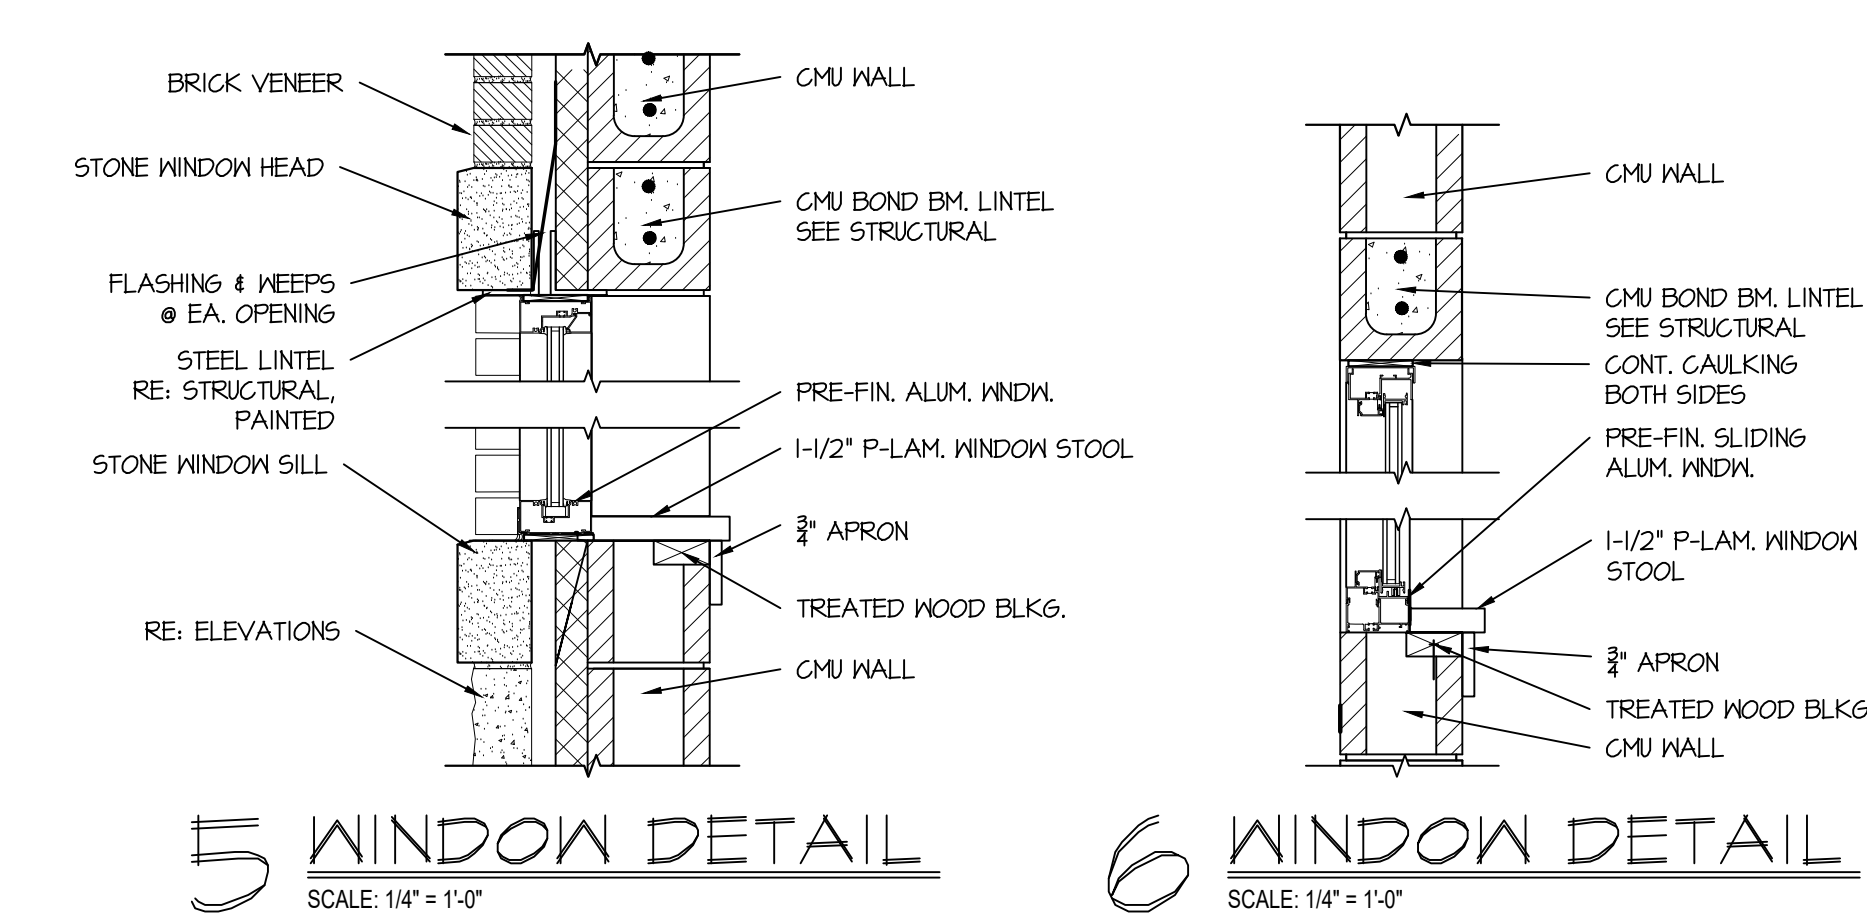 BRICK VENEER
STONE WINDOW HEAD
FLASHING & WEEPS
@ EA. OPENING
STEEL LINTEL
RE: STRUCTURAL,
PAINTED
STONE WINDOW SILL
RE: ELEVATIONS
CMU WALL
CMU BOND BM. LINTEL
SEE STRUCTURAL
PRE-FIN. ALUM. WNDW.
1-1/2" P-LAM. WINDOW STOOL
3/4" APRON
TREATED WOOD BLKG.
CMU WALL
5 WINDOW DETAIL
SCALE: 1/4" = 1'-0"
CMU WALL
CMU BOND BM. LINTEL
SEE STRUCTURAL
CONT. CAULKING
BOTH SIDES
PRE-FIN. SLIDING
ALUM. WNDW.
1-1/2" P-LAM. WINDOW
STOOL
3/4" APRON
TREATED WOOD BLKG
CMU WALL
6 WINDOW DETAIL
SCALE: 1/4" = 1'-0"